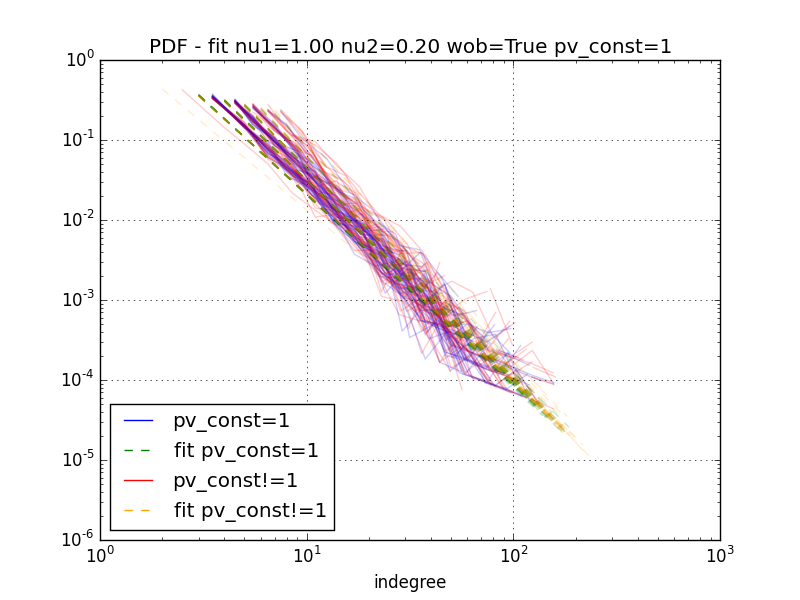 PDF - fit nu1=1.00 nu2=0.20 wob=True pv_const=1
10^0
10^-1
10^-2
10^-3
10^-4
10^-5
10^-6
pv_const=1
fit pv_const=1
pv_const!=1
fit pv_const!=1
10^0 10^1 10^2 10^3
indegree